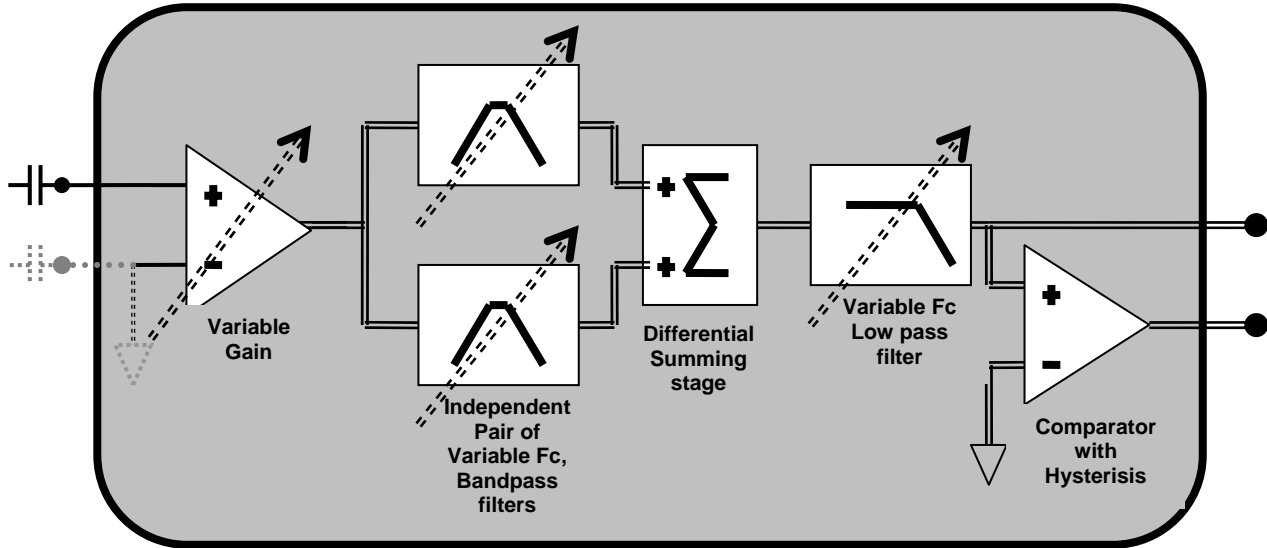 Variable
Gain
Independent
Pair of
Variable Fc,
Bandpass
filters
Differential
Summing
stage
Variable Fc
Low pass
filter
Comparator
with
Hysterisis